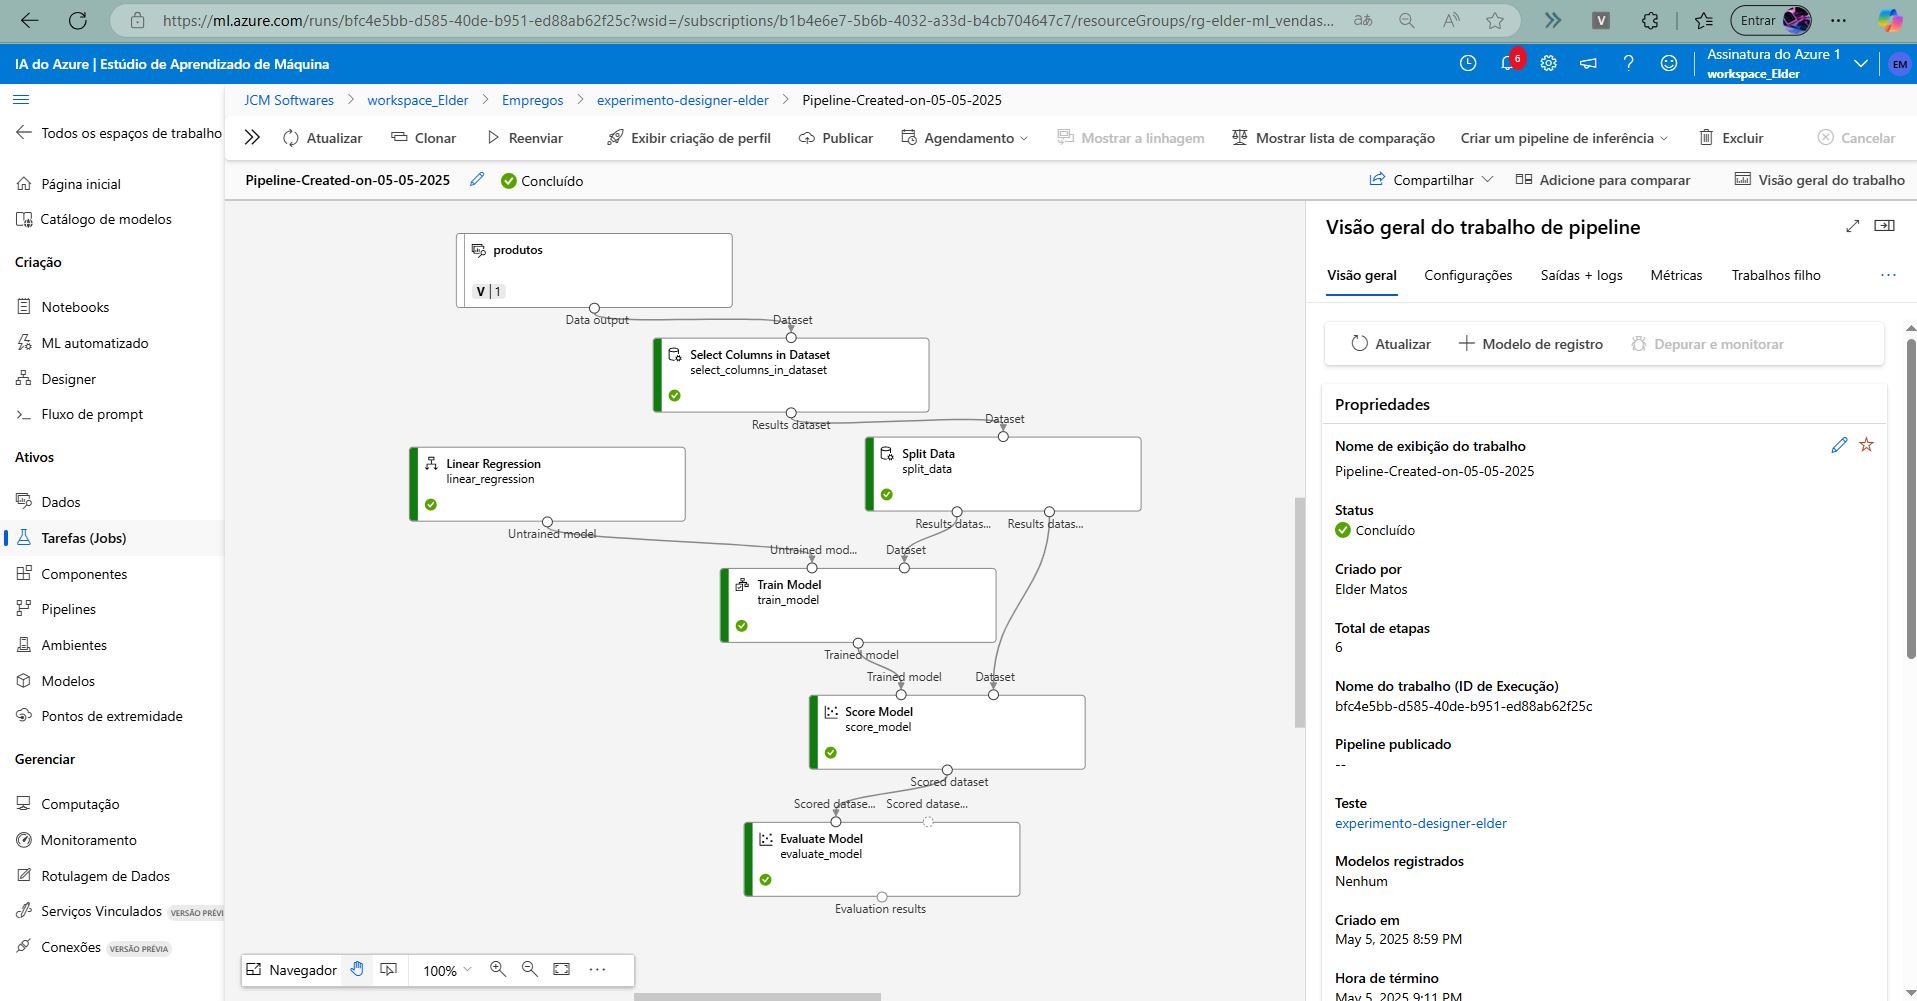 https://ml.azure.com/runs/bfc4e5bb-d585-40de-b951-ed88ab62f25c?wsid=/subscriptions/b1b4e6e7-5b6b-4032-a33d-b4cb704647c7/resourceGroups/rg-elder-ml_vendas...
Entrar
IA do Azure | Estúdio de Aprendizado de Máquina
6
Assinatura do Azure 1
workspace_Elder
EM
Todos os espaços de trabalho
Página inicial
Catálogo de modelos
Criação
Notebooks
ML automatizado
Designer
Fluxo de prompt
Ativos
Dados
Tarefas (Jobs)
Componentes
Pipelines
Ambientes
Modelos
Pontos de extremidade
Gerenciar
Computação
Monitoramento
Rotulagem de Dados
Serviços Vinculados VERSÃO PRÉVI
Conexões VERSÃO PRÉVIA
JCM Softwares > workspace_Elder > Empregos > experimento-designer-elder > Pipeline-Created-on-05-05-2025
Atualizar Clonar Reenviar Exibir criação de perfil Publicar Agendamento Mostrar a linhagem Mostrar lista de comparação Criar um pipeline de inferência Excluir Cancelar
Pipeline-Created-on-05-05-2025 Concluído
Compartilhar Adicione para comparar Visão geral do trabalho
produtos
V | 1
Data output
Dataset
Select Columns in Dataset
select_columns_in_dataset
Results dataset
Dataset
Linear Regression
linear_regression
Untrained model
Split Data
split_data
Results datas... Results datas...
Untrained mod... Dataset
Train Model
train_model
Trained model
Trained model Dataset
Score Model
score_model
Scored dataset
Scored datase... Scored datase...
Evaluate Model
evaluate_model
Evaluation results
Navegador 100%
Visão geral do trabalho de pipeline
Visão geral Configurações Saídas + logs Métricas Trabalhos filho
Atualizar Modelo de registro Depurar e monitorar
Propriedades
Nome de exibição do trabalho
Pipeline-Created-on-05-05-2025
Status
Concluído
Criado por
Elder Matos
Total de etapas
6
Nome do trabalho (ID de Execução)
bfc4e5bb-d585-40de-b951-ed88ab62f25c
Pipeline publicado
--
Teste
experimento-designer-elder
Modelos registrados
Nenhum
Criado em
May 5, 2025 8:59 PM
Hora de término
May 5, 2025 9:11 PM